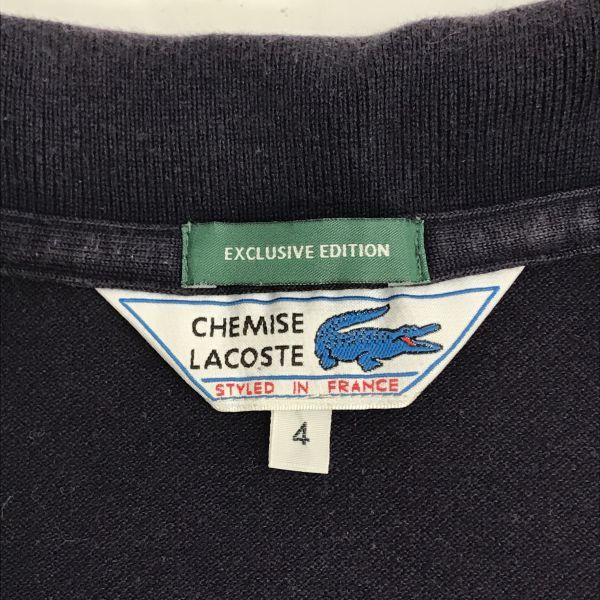 EXCLUSIVE EDITION
CHEMISE
LACOSTE
STYLED IN FRANCE
4